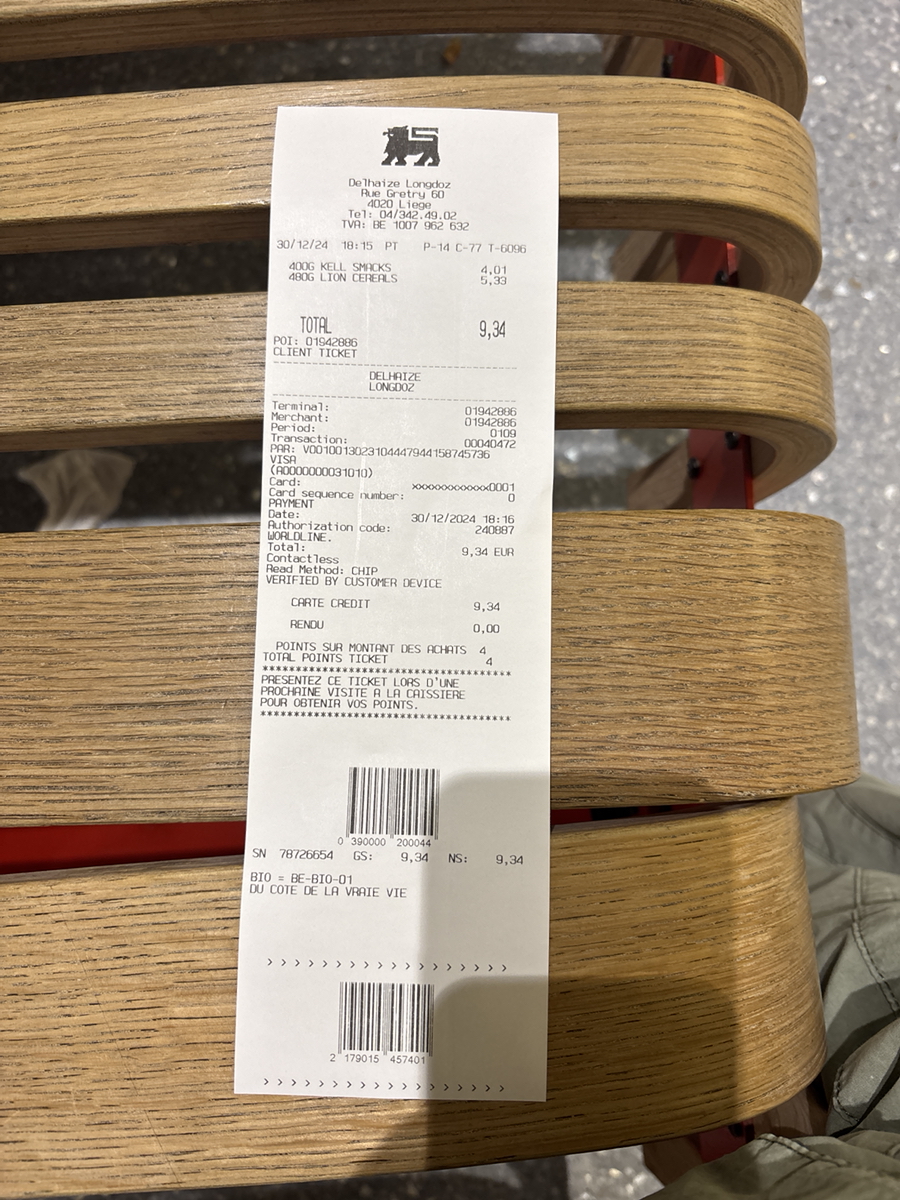 Delhaize Longdoz
Rue Gretry 60
4020 Liege
Tel: 04/342.49.02
TVA: BE 1007 962 632
30/12/24 18:15 PT P-14 C-77 T-6096
400G KELL SMACKS 4,01
480G LION CEREALS 5,33
TOTAL 9,34
POI: 01942886
CLIENT TICKET
DELHAIZE
LONGDOZ
Terminal: 01942886
Merchant: 01942886
Period: 0109
Transaction: 00040472
PAR: V0010013023104447944158745736
VISA
(A0000000031010)
Card: xxxxxxxxxxxx0001
Card sequence number: 0
PAYMENT
Date: 30/12/2024 18:16
Authorization code: 240887
WORLDLINE.
Total: 9,34 EUR
Contactless
Read Method: CHIP
VERIFIED BY CUSTOMER DEVICE
CARTE CREDIT 9,34
RENDU 0,00
POINTS SUR MONTANT DES ACHATS 4
TOTAL POINTS TICKET 4
**************************************
PRESENTEZ CE TICKET LORS D'UNE
PROCHAINE VISITE A LA CAISSIERE
POUR OBTENIR VOS POINTS.
**************************************
0 390000 200044
SN 78726654 GS: 9,34 NS: 9,34
BIO = BE-BIO-01
DU COTE DE LA VRAIE VIE
> > > > > > > > > > > > > > > > >
2 179015 457401
> > > > > > > > > > > > > > > > >